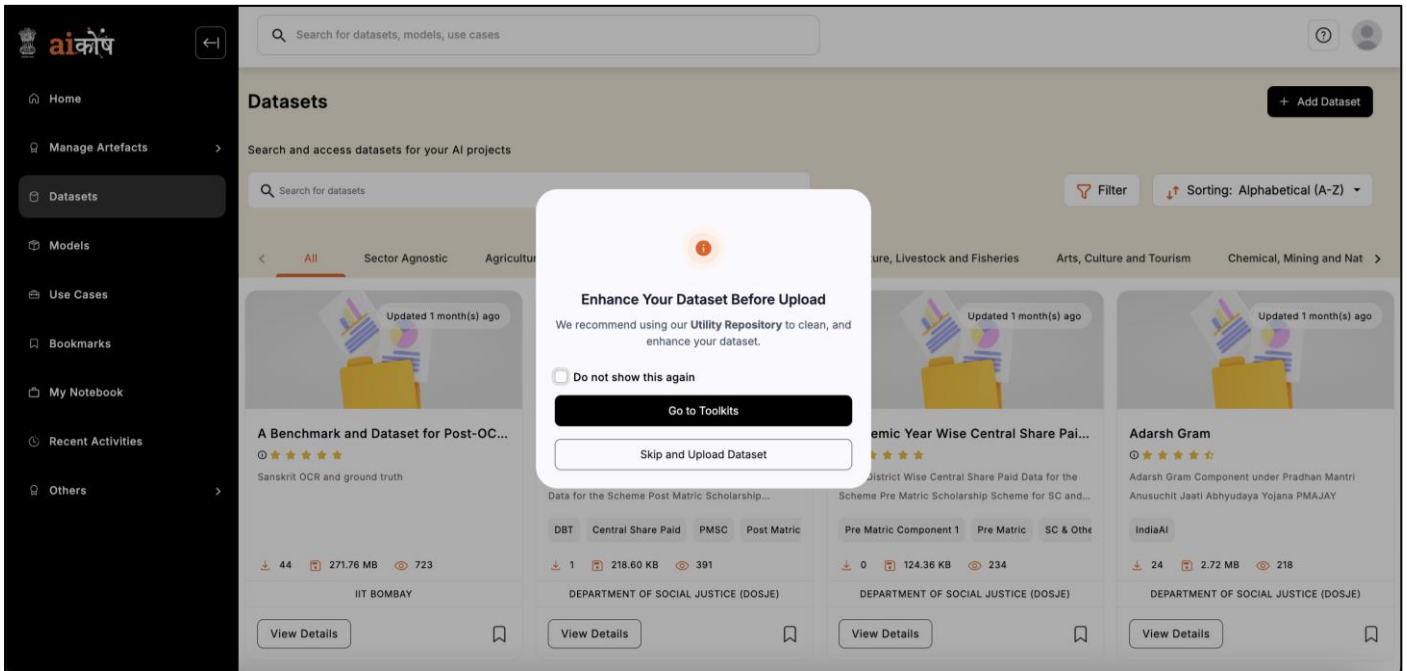 aiकोष
Search for datasets, models, use cases
Home
Manage Artefacts
Datasets
Models
Use Cases
Bookmarks
My Notebook
Recent Activities
Others
Datasets
+ Add Dataset
Search and access datasets for your AI projects
Search for datasets
Filter
Sorting: Alphabetical (A-Z)
All
Sector Agnostic
Agricultur
ure, Livestock and Fisheries
Arts, Culture and Tourism
Chemical, Mining and Nat
Enhance Your Dataset Before Upload
We recommend using our Utility Repository to clean, and
enhance your dataset.
Do not show this again
Go to Toolkits
Skip and Upload Dataset
Updated 1 month(s) ago
A Benchmark and Dataset for Post-OC...
Sanskrit OCR and ground truth
44 271.76 MB 723
IIT BOMBAY
View Details
Data for the Scheme Post Matric Scholarship...
DBT Central Share Paid PMSC Post Matric
1 218.60 KB 391
DEPARTMENT OF SOCIAL JUSTICE (DOSJE)
View Details
Updated 1 month(s) ago
emic Year Wise Central Share Pai...
District Wise Central Share Paid Data for the
Scheme Pre Matric Scholarship Scheme for SC and...
Pre Matric Component 1 Pre Matric SC & Othe
0 124.36 KB 234
DEPARTMENT OF SOCIAL JUSTICE (DOSJE)
View Details
Updated 1 month(s) ago
Adarsh Gram
Adarsh Gram Component under Pradhan Mantri
Anusuchit Jaati Abhyudaya Yojana PMAJAY
IndiaAI
24 2.72 MB 218
DEPARTMENT OF SOCIAL JUSTICE (DOSJE)
View Details